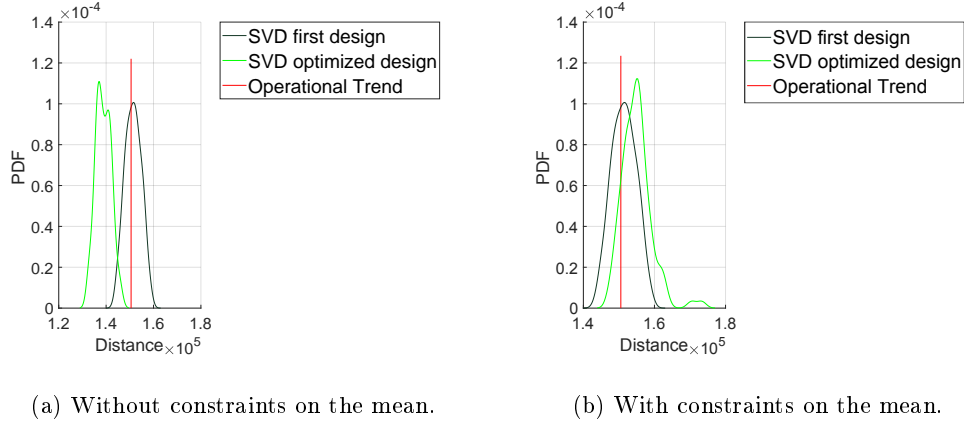 ×10⁻⁴
1.4
1.2
1
0.8
0.6
0.4
0.2
0
PDF
1.2 1.4 1.6 1.8
Distance ×10⁵
SVD first design
SVD optimized design
Operational Trend
(a) Without constraints on the mean.
×10⁻⁴
1.4
1.2
1
0.8
0.6
0.4
0.2
0
PDF
1.4 1.6 1.8
Distance ×10⁵
SVD first design
SVD optimized design
Operational Trend
(b) With constraints on the mean.